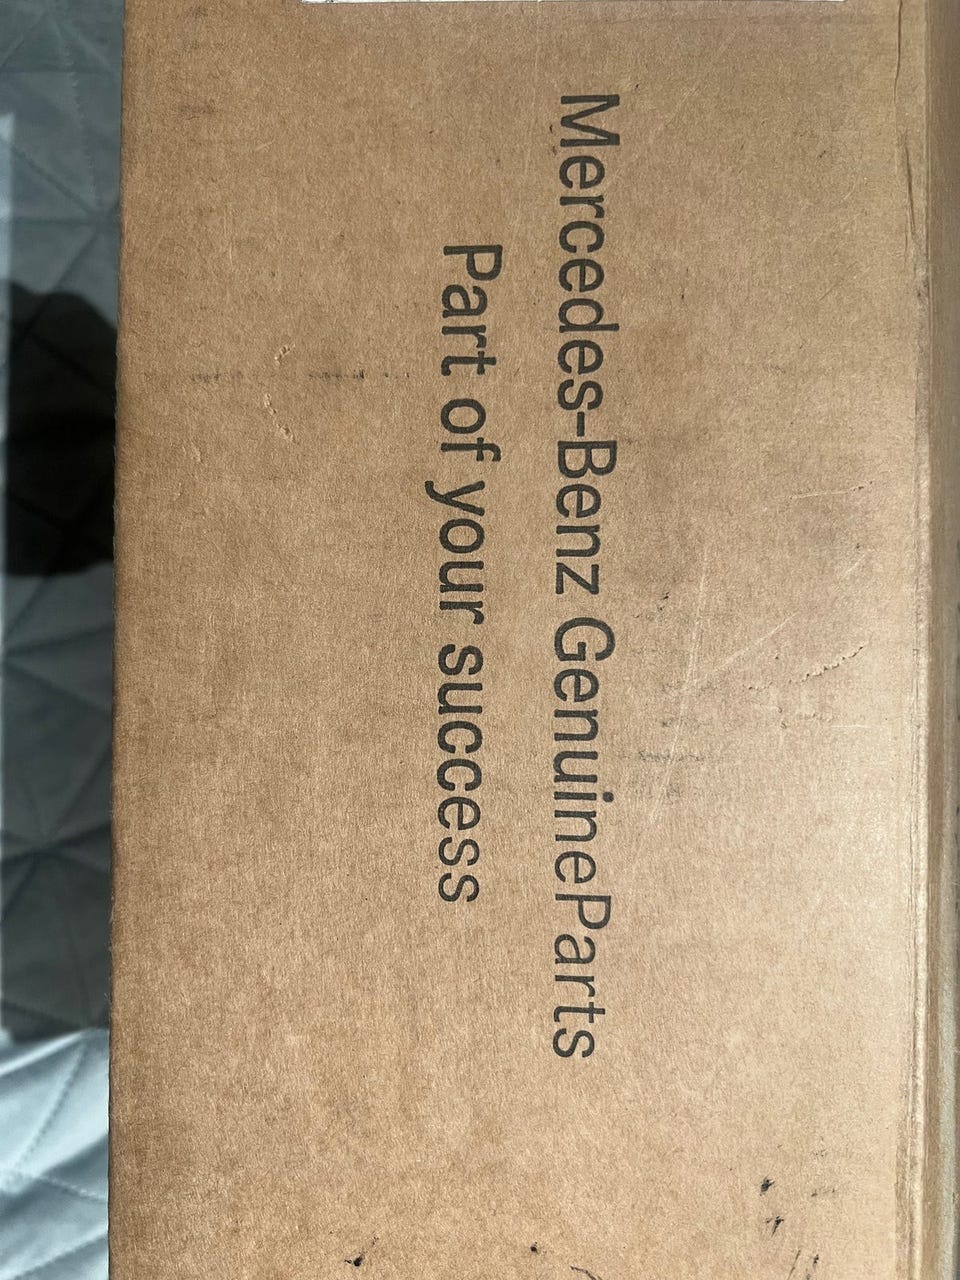 Mercedes-Benz GenuineParts
Part of your success